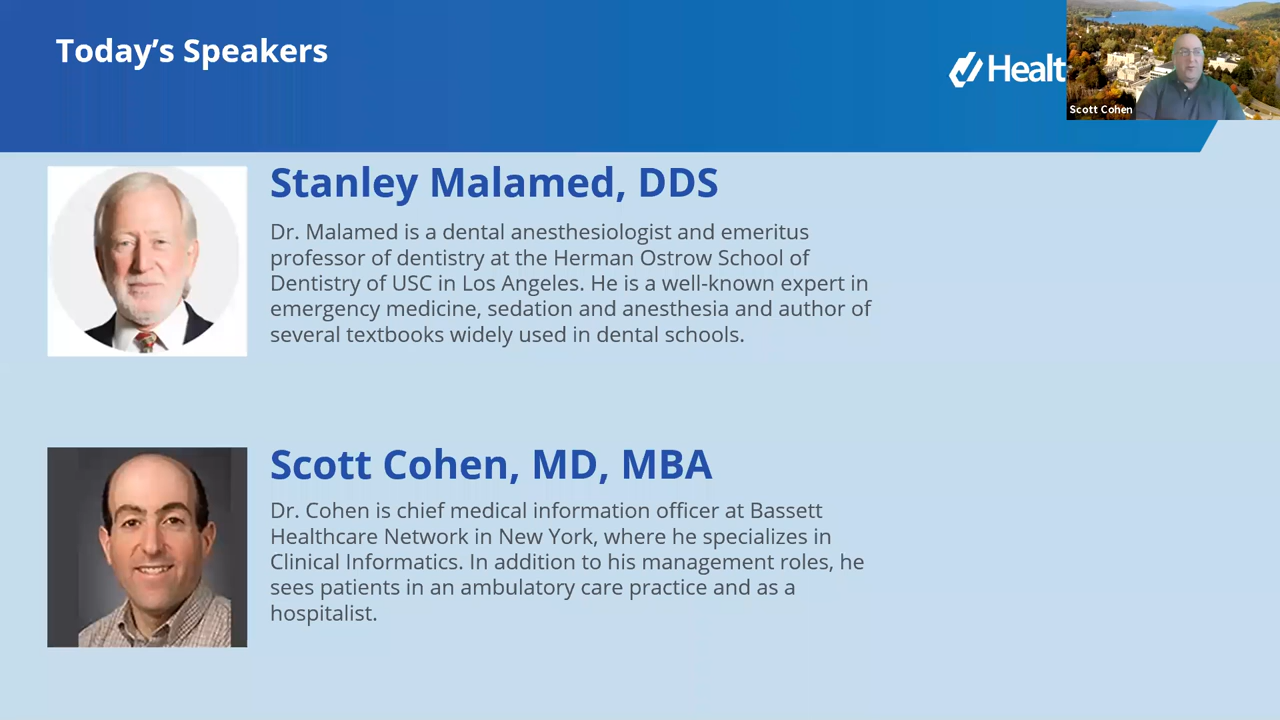 Today’s Speakers
Healt
Scott Cohen
Stanley Malamed, DDS
Dr. Malamed is a dental anesthesiologist and emeritus
professor of dentistry at the Herman Ostrow School of
Dentistry of USC in Los Angeles. He is a well-known expert in
emergency medicine, sedation and anesthesia and author of
several textbooks widely used in dental schools.
Scott Cohen, MD, MBA
Dr. Cohen is chief medical information officer at Bassett
Healthcare Network in New York, where he specializes in
Clinical Informatics. In addition to his management roles, he
sees patients in an ambulatory care practice and as a
hospitalist.